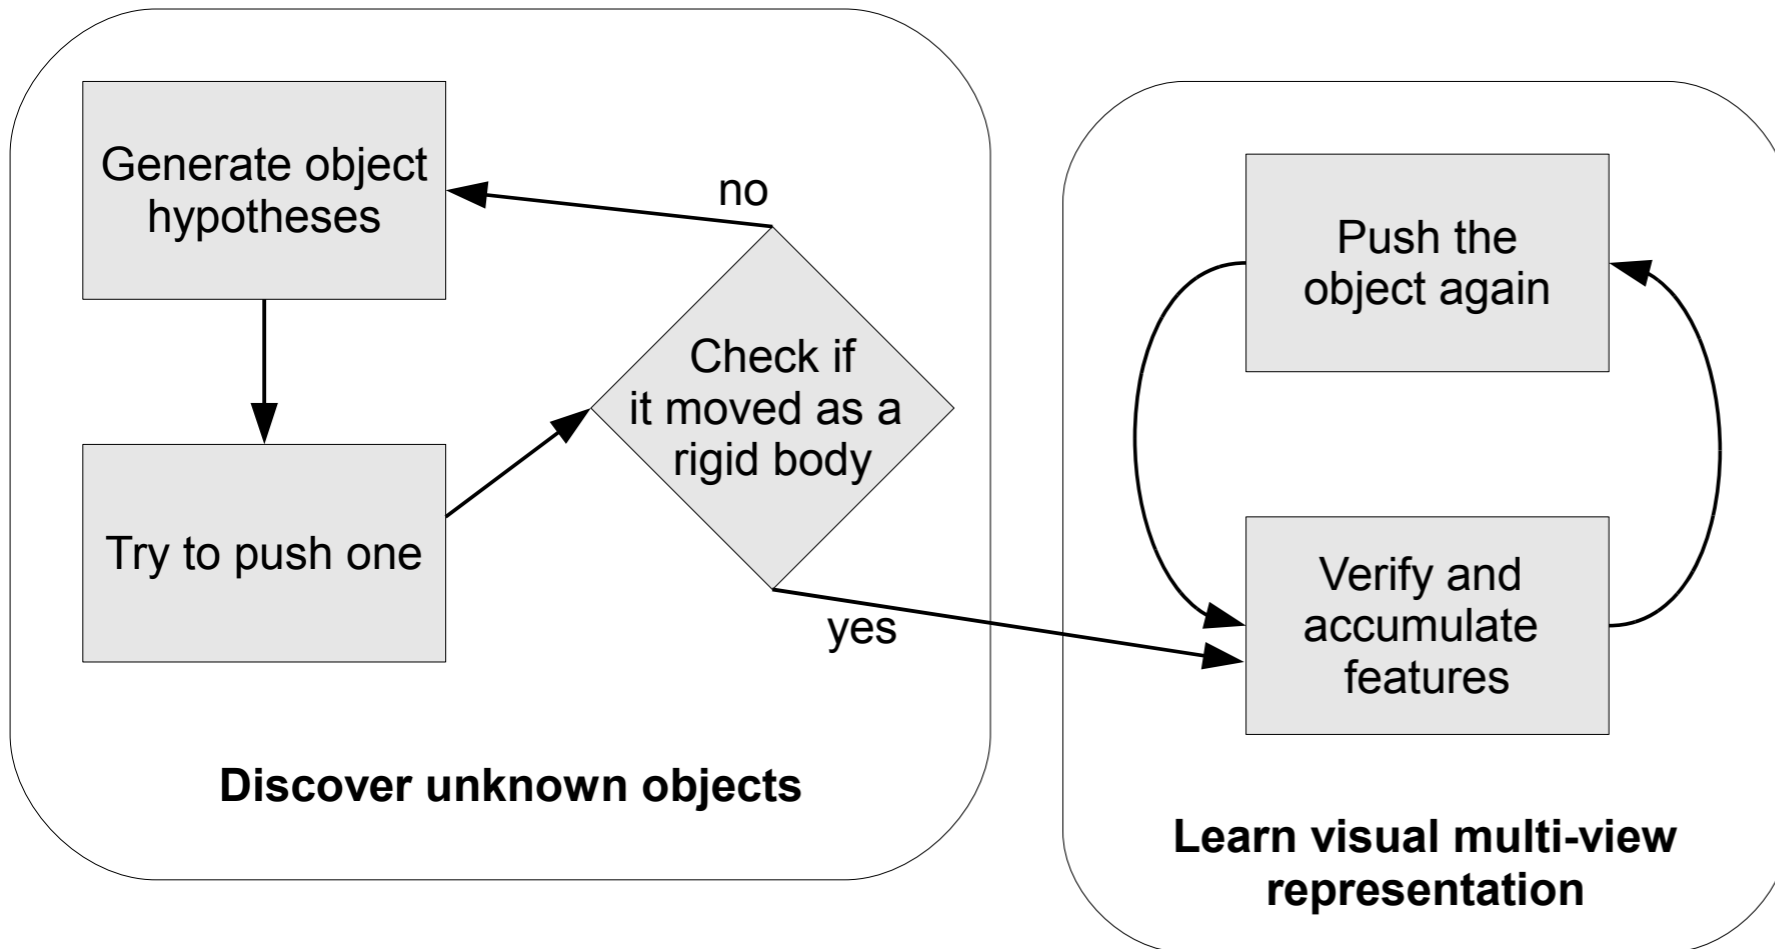 Generate object
hypotheses
no
Check if
it moved as a
rigid body
Try to push one
yes
Discover unknown objects
Push the
object again
Verify and
accumulate
features
Learn visual multi-view
representation